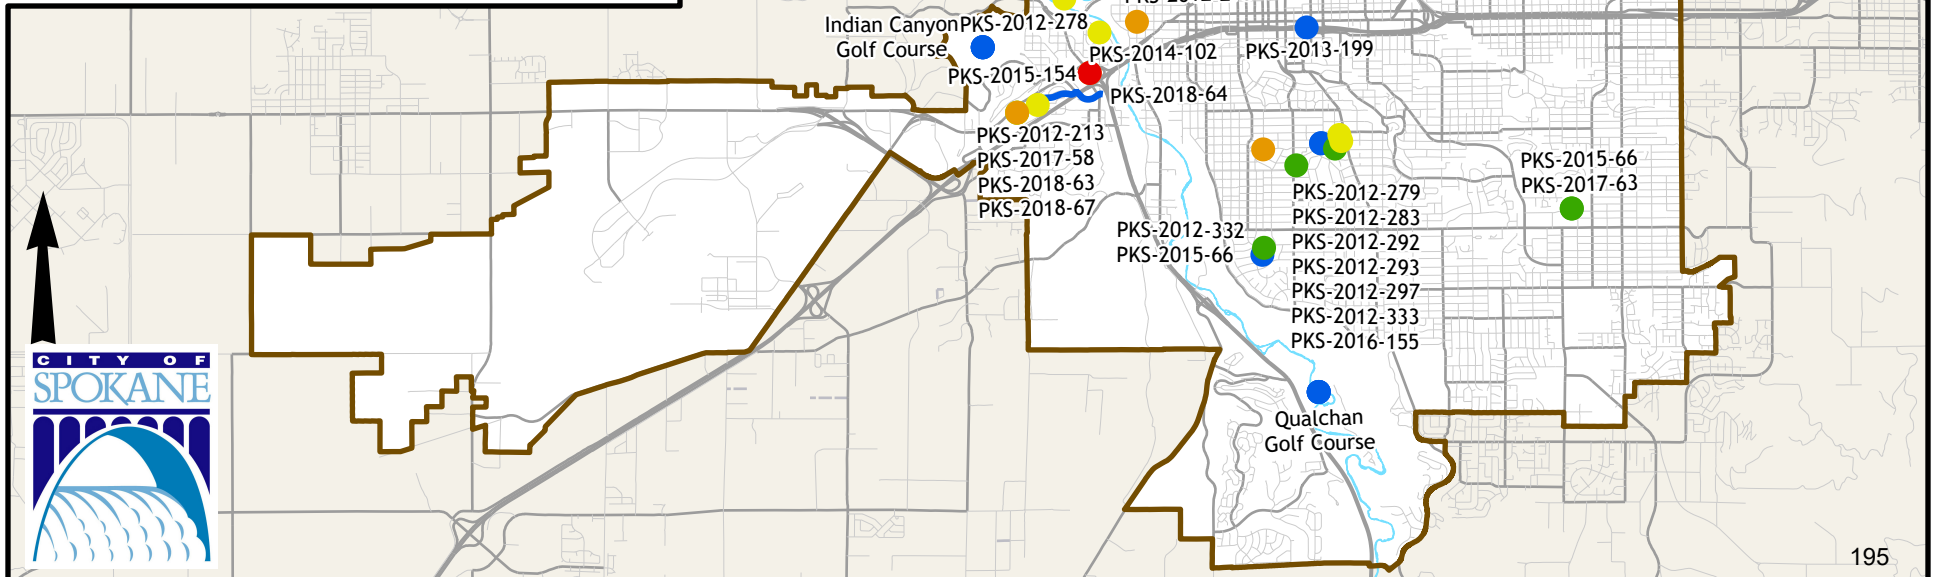 Indian Canyon
Golf Course
PKS-2012-278
PKS-2014-102
PKS-2013-199
PKS-2015-154
PKS-2018-64
PKS-2012-213
PKS-2017-58
PKS-2018-63
PKS-2018-67
PKS-2015-66
PKS-2017-63
PKS-2012-279
PKS-2012-283
PKS-2012-292
PKS-2012-293
PKS-2012-297
PKS-2012-333
PKS-2016-155
PKS-2012-332
PKS-2015-66
Qualchan
Golf Course
CITY OF
SPOKANE
195